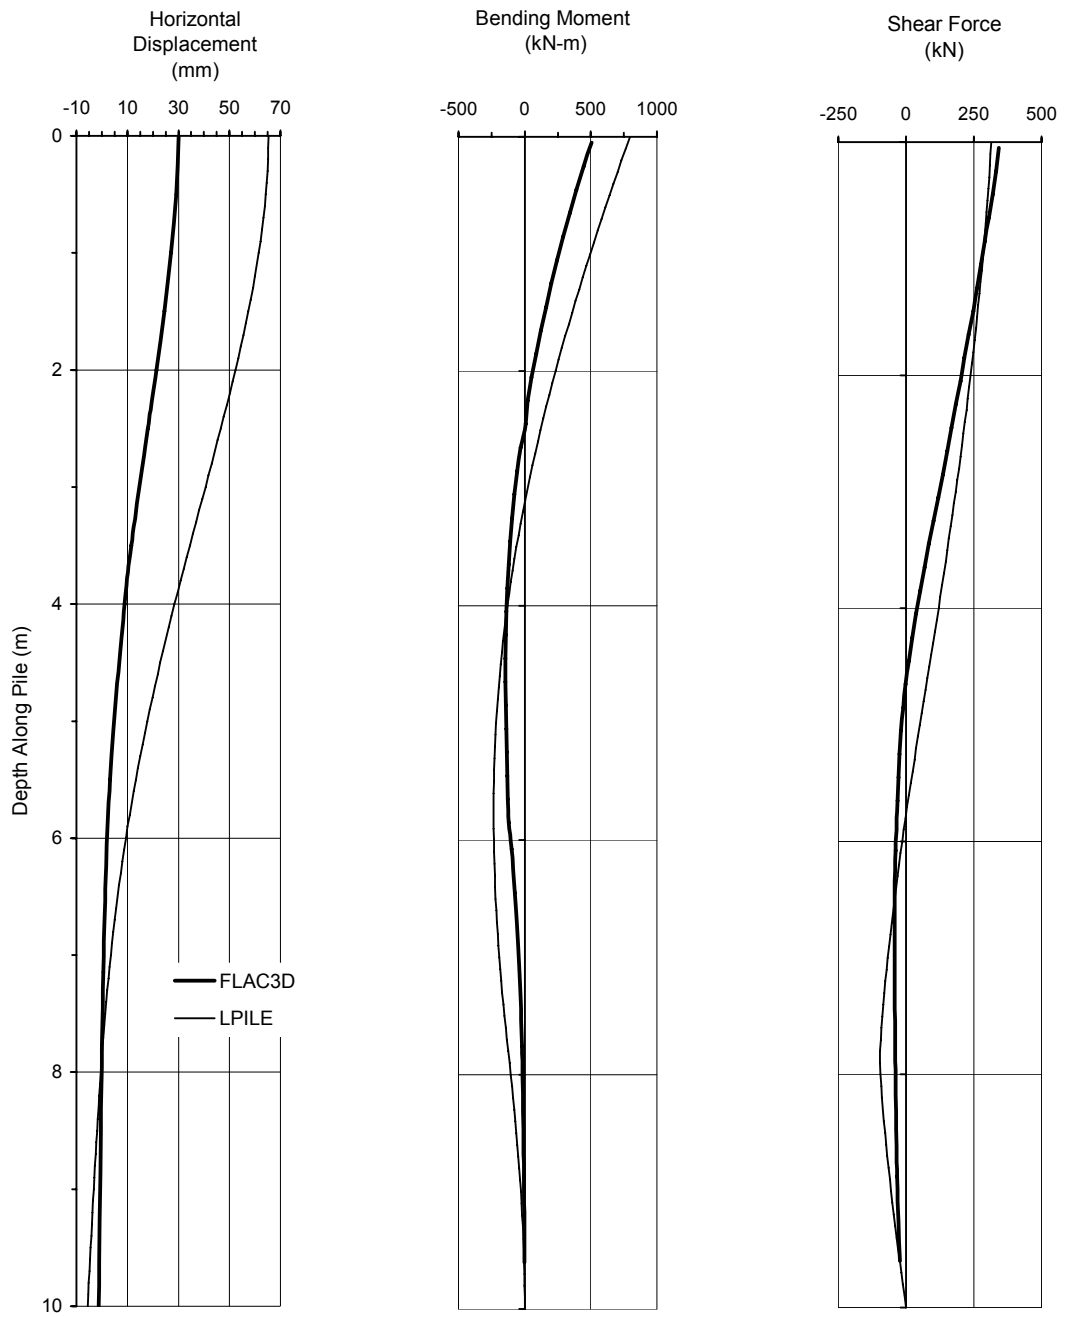 Horizontal
Displacement
(mm)
-10 10 30 50 70
Bending Moment
(kN-m)
-500 0 500 1000
Shear Force
(kN)
-250 0 250 500
0
2
4
6
8
10
Depth Along Pile (m)
FLAC3D
LPILE